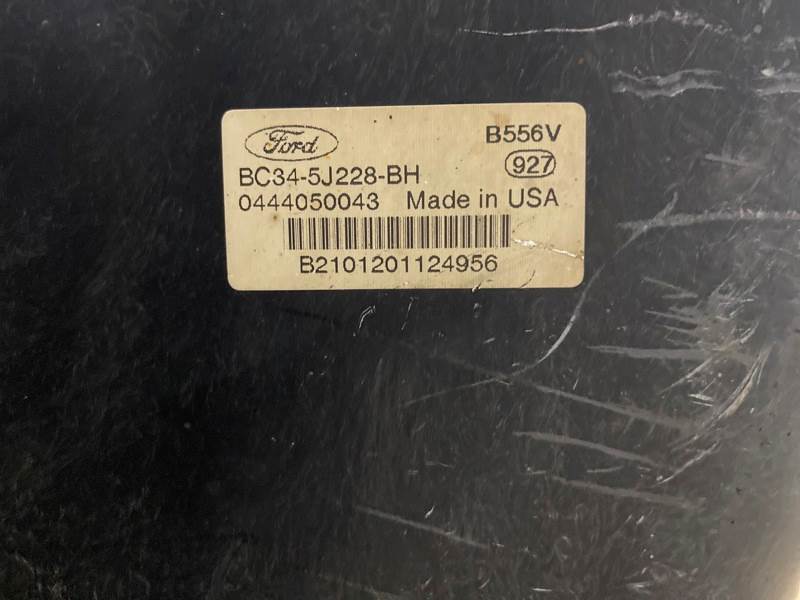 Ford
B556V
927
BC34-5J228-BH
0444050043 Made in USA
B2101201124956